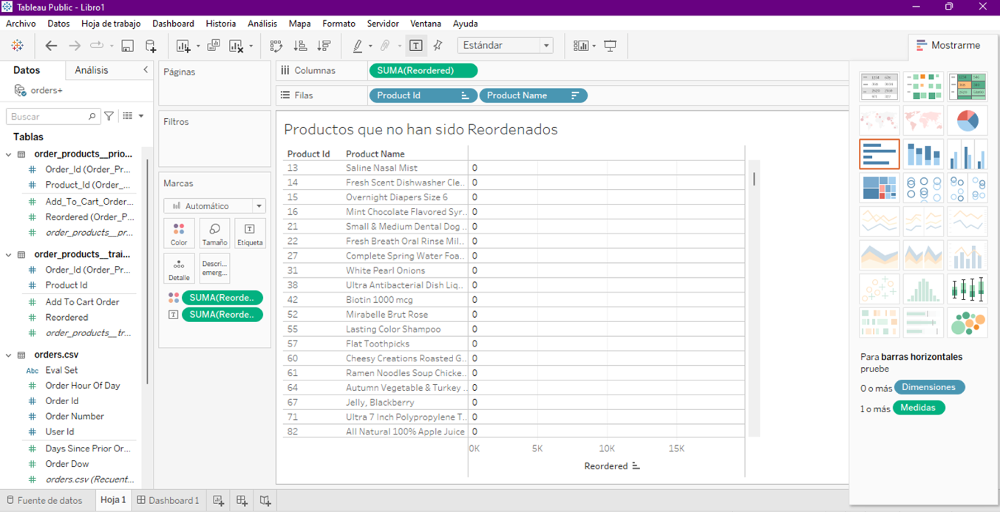 Tableau Public - Libro1
Archivo Datos Hoja de trabajo Dashboard Historia Análisis Mapa Formato Servidor Ventana Ayuda
Estándar
Mostrarme
Datos Análisis
orders+
Buscar
Tablas
order_products__prio...
Order_Id (Order_Pr...
Product_Id (Order_...
Add_To_Cart_Order...
Reordered (Order_P...
order_products__pr...
order_products__trai...
Order_Id (Order_Pr...
Product Id
Add To Cart Order
Reordered
order_products__tr...
orders.csv
Abc Eval Set
Order Hour Of Day
Order Id
Order Number
User Id
Days Since Prior Or...
Order Dow
orders.csv (Recuent...
Páginas
Filtros
Marcas
Automático
Color Tamaño Etiqueta
Detalle Descri... emerg...
SUMA(Reorde..
SUMA(Reorde..
Columnas SUMA(Reordered)
Filas Product Id Product Name
Productos que no han sido Reordenados
Product Id Product Name
13 Saline Nasal Mist 0
14 Fresh Scent Dishwasher Cle.. 0
15 Overnight Diapers Size 6 0
16 Mint Chocolate Flavored Syr.. 0
21 Small & Medium Dental Dog .. 0
22 Fresh Breath Oral Rinse Mil.. 0
27 Complete Spring Water Foa.. 0
31 White Pearl Onions 0
38 Ultra Antibacterial Dish Liq.. 0
42 Biotin 1000 mcg 0
52 Mirabelle Brut Rose 0
55 Lasting Color Shampoo 0
57 Flat Toothpicks 0
60 Cheesy Creations Roasted G.. 0
61 Ramen Noodles Soup Chicke.. 0
64 Autumn Vegetable & Turkey .. 0
67 Jelly, Blackberry 0
71 Ultra 7 Inch Polypropylene T.. 0
82 All Natural 100% Apple Juice 0
0K 5K 10K 15K
Reordered
Para barras horizontales
pruebe
0 o más Dimensiones
1 o más Medidas
Fuente de datos Hoja 1 Dashboard 1